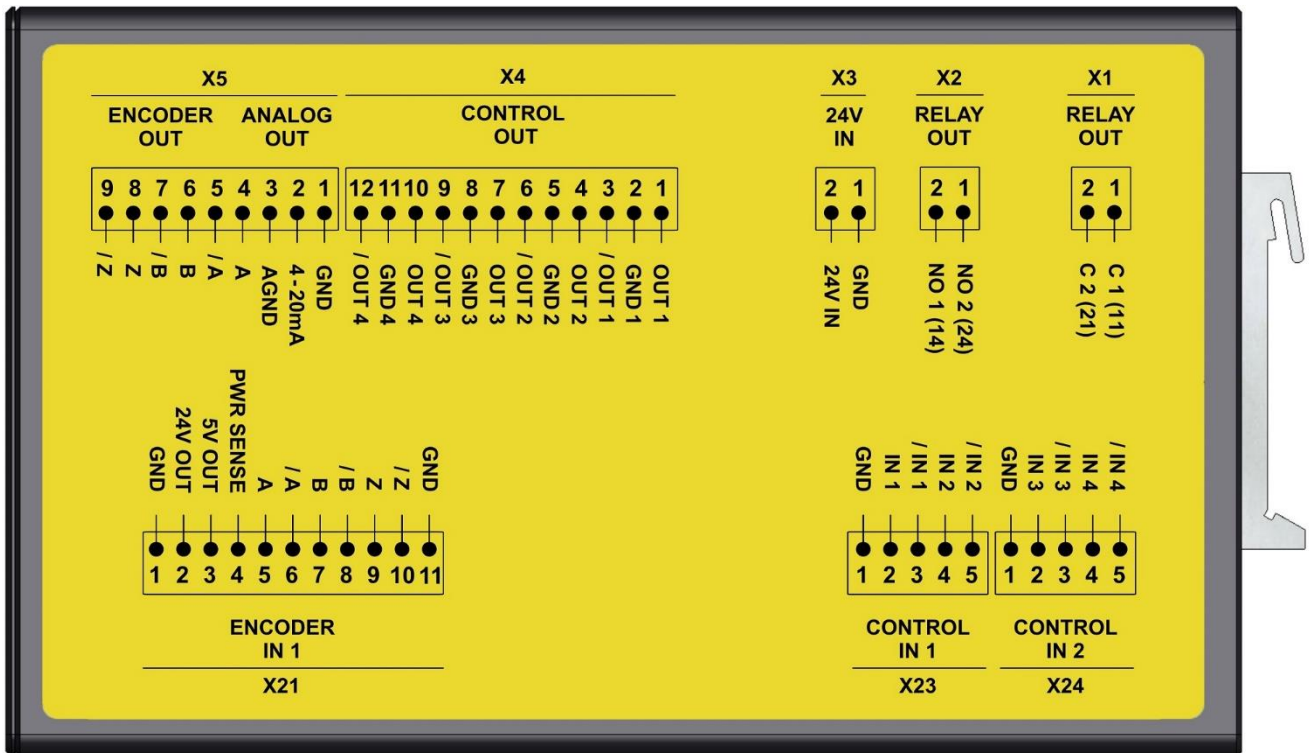 X5 X4 X3 X2 X1
ENCODER OUT ANALOG OUT CONTROL OUT 24V IN RELAY OUT RELAY OUT
9 8 7 6 5 4 3 2 1 12 11 10 9 8 7 6 5 4 3 2 1 2 1 2 1 2 1
/ Z Z / B B / A A AGND 4 - 20mA GND / OUT 4 GND 4 OUT 4 / OUT 3 GND 3 OUT 3 / OUT 2 GND 2 OUT 2 / OUT 1 GND 1 OUT 1 24V IN GND NO 1 (14) NO 2 (24) C 2 (21) C 1 (11)
GND 24V OUT 5V OUT PWR SENSE A / A B / B Z / Z GND GND IN 1 / IN 1 IN 2 / IN 2 GND IN 3 / IN 3 IN 4 / IN 4
1 2 3 4 5 6 7 8 9 10 11 1 2 3 4 5 1 2 3 4 5
ENCODER IN 1 CONTROL IN 1 CONTROL IN 2
X21 X23 X24